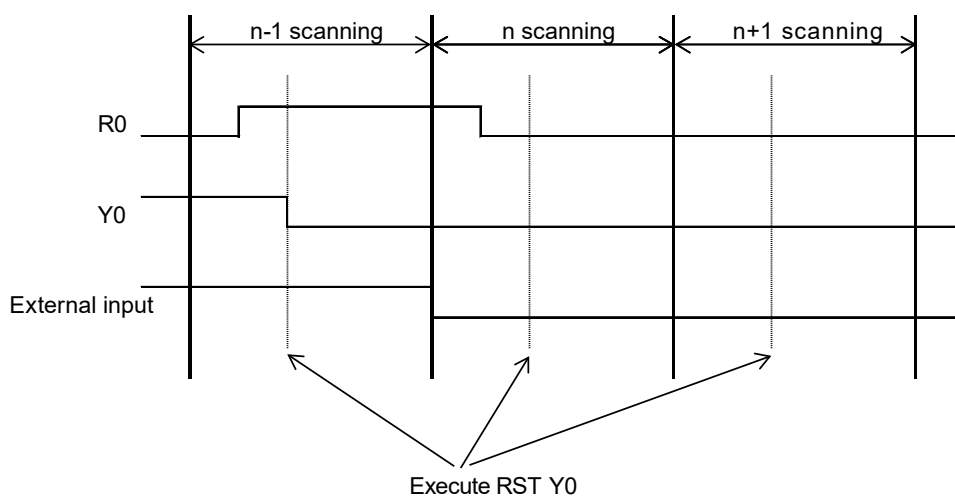 n-1 scanning
n scanning
n+1 scanning
R0
Y0
External input
Execute RST Y0